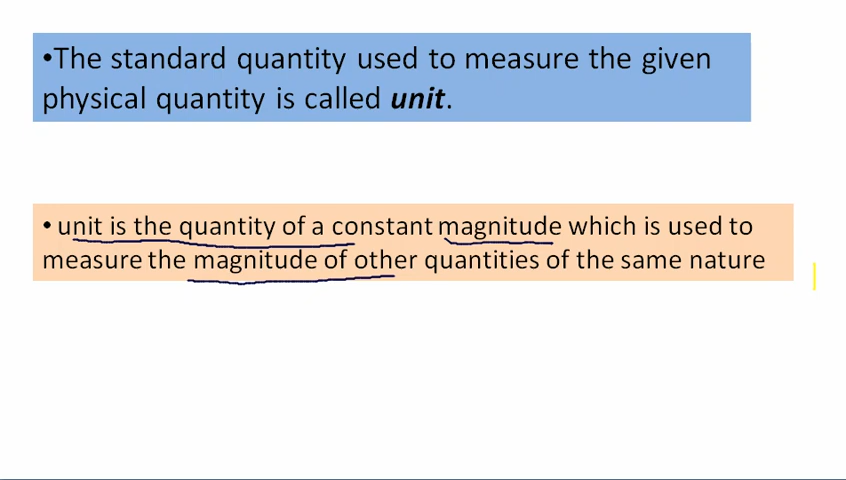 •The standard quantity used to measure the given
physical quantity is called unit.
• unit is the quantity of a constant magnitude which is used to
measure the magnitude of other quantities of the same nature